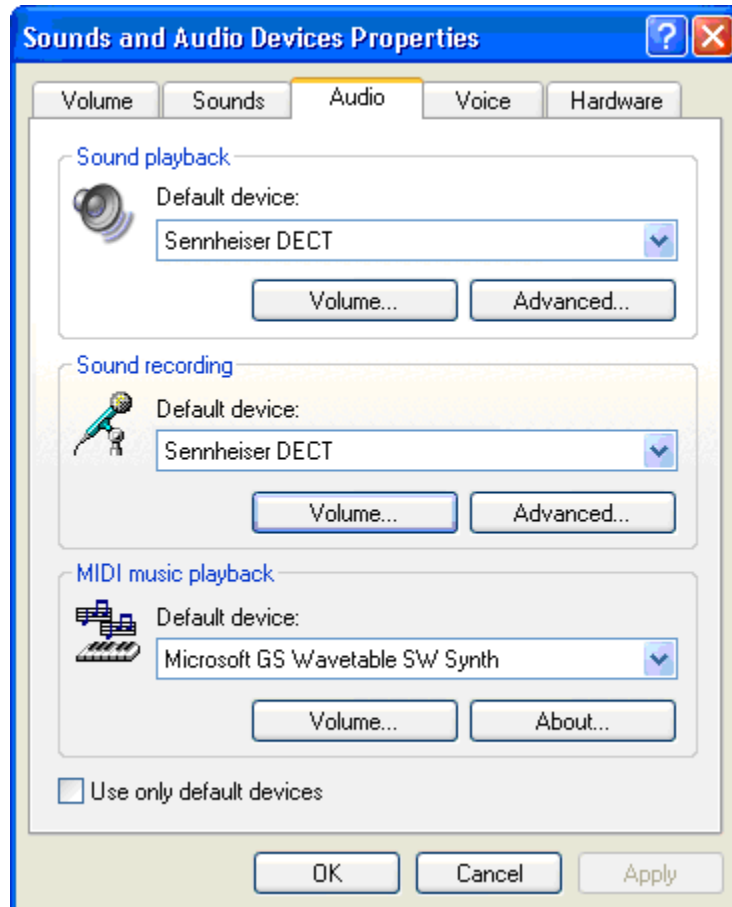 Sounds and Audio Devices Properties
Volume Sounds Audio Voice Hardware
Sound playback
Default device:
Sennheiser DECT
Volume... Advanced...
Sound recording
Default device:
Sennheiser DECT
Volume... Advanced...
MIDI music playback
Default device:
Microsoft GS Wavetable SW Synth
Volume... About...
Use only default devices
OK Cancel Apply